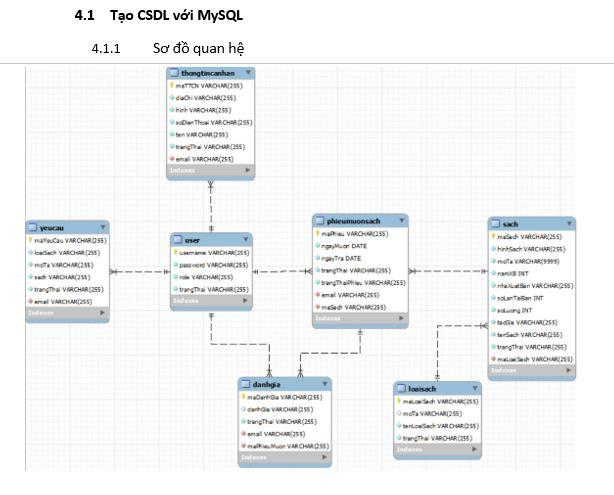 4.1 Tạo CSDL với MySQL
4.1.1 Sơ đồ quan hệ
thongtincanhan
maTTCN VARCHAR(255)
diaChi VARCHAR(255)
hinh VARCHAR(255)
soDienThoai VARCHAR(255)
ten VARCHAR(255)
trangThai VARCHAR(255)
email VARCHAR(255)
Indexes
yeucau
maYeuCau VARCHAR(255)
loaiSach VARCHAR(255)
moTa VARCHAR(255)
sach VARCHAR(255)
trangThai VARCHAR(255)
email VARCHAR(255)
Indexes
user
username VARCHAR(255)
password VARCHAR(255)
role VARCHAR(255)
trangThai VARCHAR(255)
Indexes
phieumuonsach
maPhieu VARCHAR(255)
ngayMuon DATE
ngayTra DATE
trangThai VARCHAR(255)
trangThaiPhieu VARCHAR(255)
email VARCHAR(255)
maSach VARCHAR(255)
Indexes
sach
maSach VARCHAR(255)
hinhSach VARCHAR(255)
moTa VARCHAR(9999)
namXB INT
nhaXuatBan VARCHAR(255)
soLanTaiBan INT
soLuong INT
tacGia VARCHAR(255)
tenSach VARCHAR(255)
trangThai VARCHAR(255)
maLoaiSach VARCHAR(255)
Indexes
danhgia
maDanhGia VARCHAR(255)
danhGia VARCHAR(255)
trangThai VARCHAR(255)
email VARCHAR(255)
maPhieuMuon VARCHAR(255)
Indexes
loaisach
maLoaiSach VARCHAR(255)
moTa VARCHAR(255)
tenLoaiSach VARCHAR(255)
trangThai VARCHAR(255)
Indexes